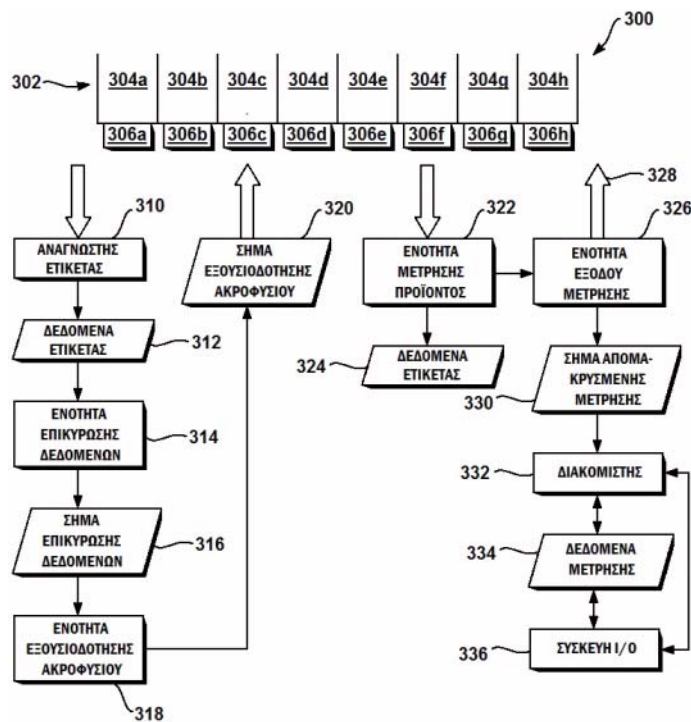 300
302
304a 304b 304c 304d 304e 304f 304g 304h
306a 306b 306c 306d 306e 306f 306g 306h
310
ΑΝΑΓΝΩΣΤΗΣ
ΕΤΙΚΕΤΑΣ
ΔΕΔΟΜΕΝΑ
ΕΤΙΚΕΤΑΣ
312
ΕΝΟΤΗΤΑ
ΕΠΙΚΥΡΩΣΗΣ
ΔΕΔΟΜΕΝΩΝ
314
ΣΗΜΑ
ΕΠΙΚΥΡΩΣΗΣ
ΔΕΔΟΜΕΝΩΝ
316
ΕΝΟΤΗΤΑ
ΕΞΟΥΣΙΟΔΟΤΗΣΗΣ
ΑΚΡΟΦΥΣΙΟΥ
318
320
ΣΗΜΑ
ΕΞΟΥΣΙΟΔΟΤΗΣΗΣ
ΑΚΡΟΦΥΣΙΟΥ
322
ΕΝΟΤΗΤΑ
ΜΕΤΡΗΣΗΣ
ΠΡΟΪΟΝΤΟΣ
324
ΔΕΔΟΜΕΝΑ
ΕΤΙΚΕΤΑΣ
328
326
ΕΝΟΤΗΤΑ
ΕΞΟΔΟΥ
ΜΕΤΡΗΣΗΣ
ΣΗΜΑ ΑΠΟΜΑ-
ΚΡΥΣΜΕΝΗΣ
ΜΕΤΡΗΣΗΣ
330
332
ΔΙΑΚΟΜΙΣΤΗΣ
334
ΔΕΔΟΜΕΝΑ
ΜΕΤΡΗΣΗΣ
336
ΣΥΣΚΕΥΗ Ι/Ο